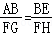 AB/FG = BE/FH